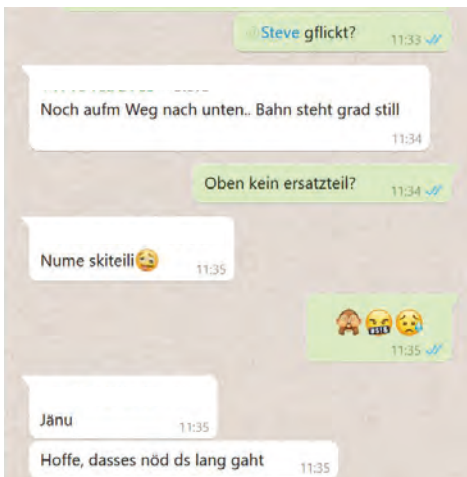 Steve gflickt?
11:33
Noch aufm Weg nach unten.. Bahn steht grad still
11:34
Oben kein ersatzteil?
11:34
Nume skiteili🤕
11:35
🙈🤬😥
11:35
Jänu
11:35
Hoffe, dasses nöd ds lang gaht
11:35